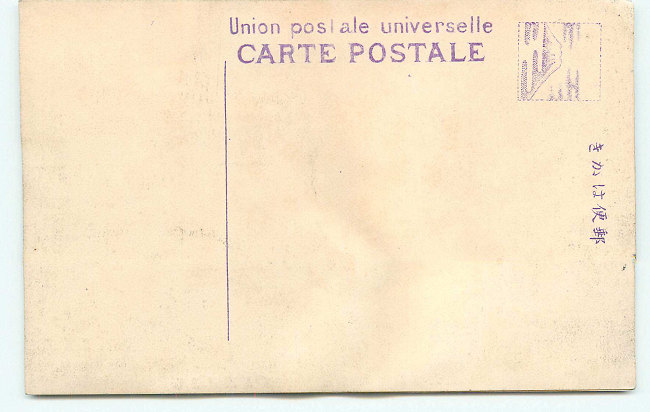 Union postale universelle
CARTE POSTALE
きかは便郵